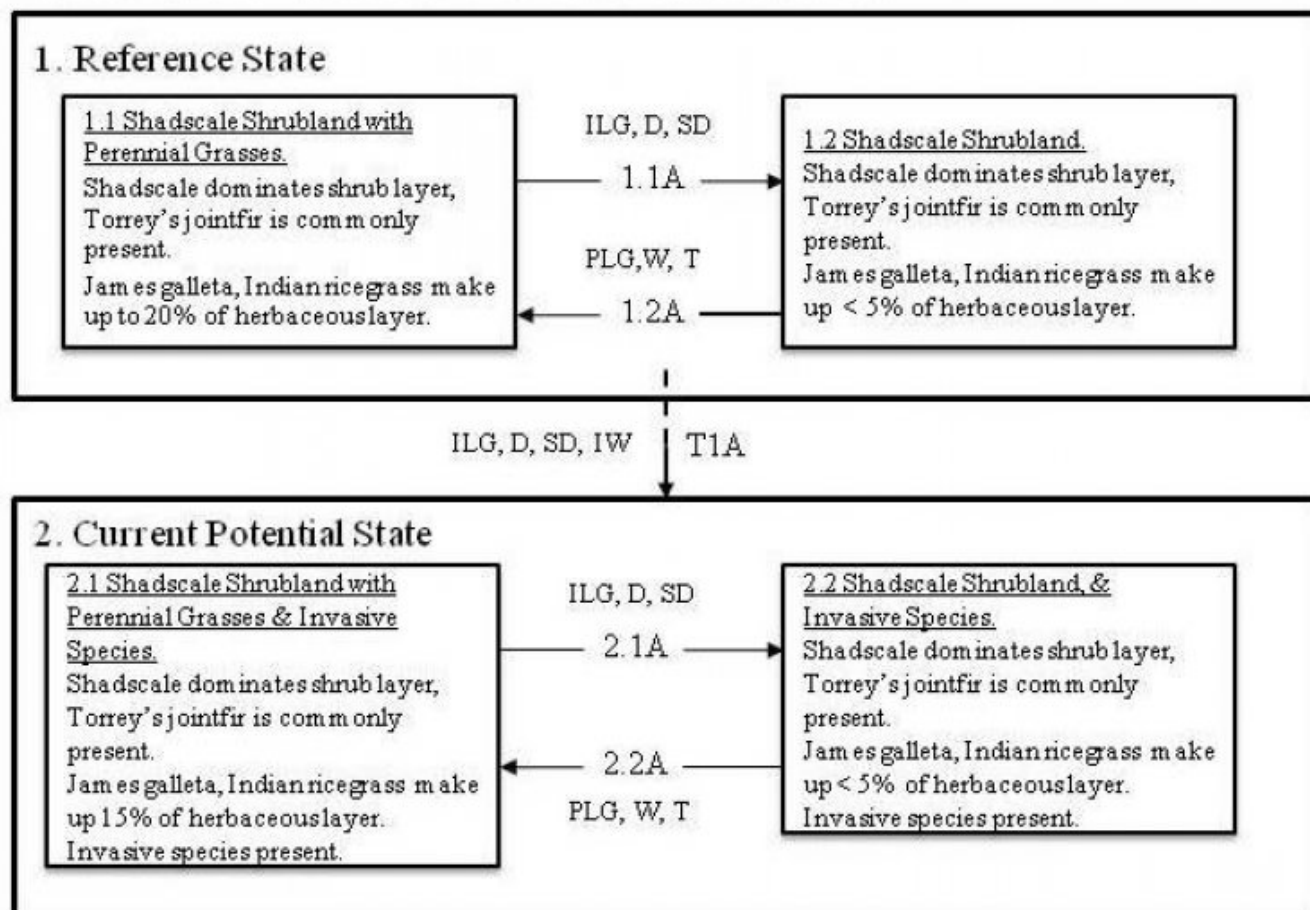 1. Reference State
1.1 Shadscale Shrubland with
Perennial Grasses.
Shadscale dominates shrub layer,
Torrey's jointfir is commonly
present.
James galleta, Indian ricegrass make
up to 20% of herbaceous layer.
ILG, D, SD
1.1A
PLG,W, T
1.2A
1.2 Shadscale Shrubland.
Shadscale dominates shrub layer,
Torrey's jointfir is commonly
present.
James galleta, Indian ricegrass make
up < 5% of herbaceous layer.
ILG, D, SD, IW
T1A
2. Current Potential State
2.1 Shadscale Shrubland with
Perennial Grasses & Invasive
Species.
Shadscale dominates shrub layer,
Torrey's jointfir is commonly
present.
James galleta, Indian ricegrass make
up 15% of herbaceous layer.
Invasive species present.
ILG, D, SD
2.1A
2.2A
PLG, W, T
2.2 Shadscale Shrubland, &
Invasive Species.
Shadscale dominates shrub layer,
Torrey's jointfir is commonly
present.
James galleta, Indian ricegrass make
up < 5% of herbaceous layer.
Invasive species present.